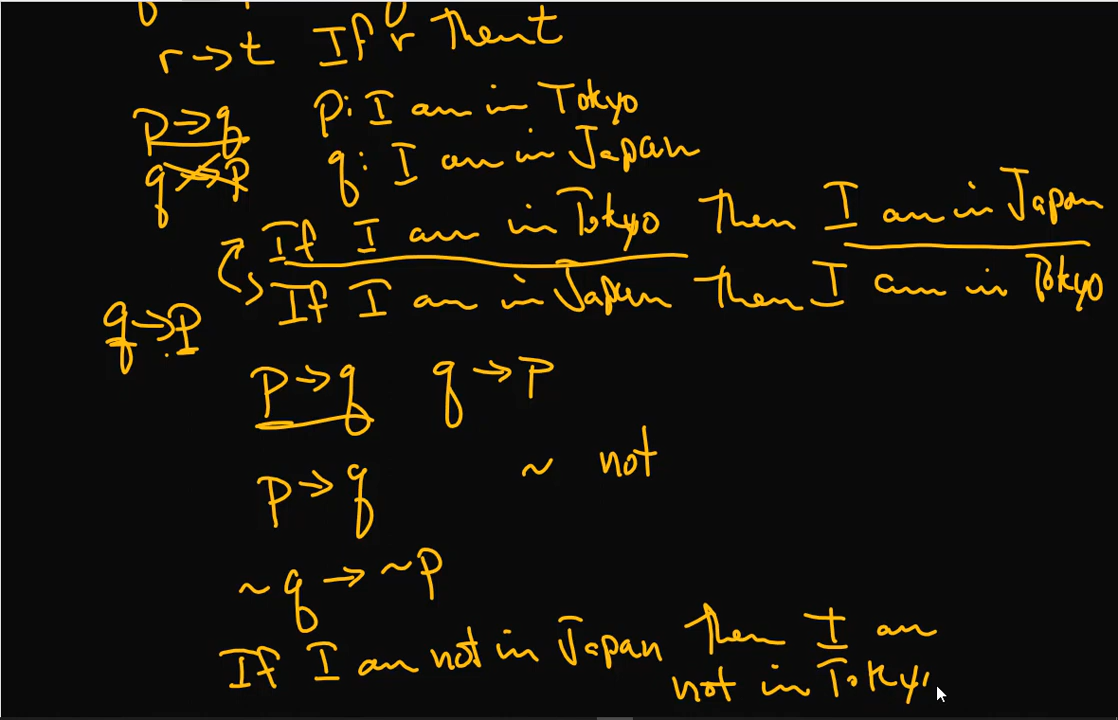 r → t If r then t
p → q p: I am in Tokyo
q → p q: I am in Japan
If I am in Tokyo then I am in Japan
If I am in Japan then I am in Tokyo
q → p
p → q q → p
~ not
p → q
~q → ~p
If I am not in Japan then I am
not in Toky